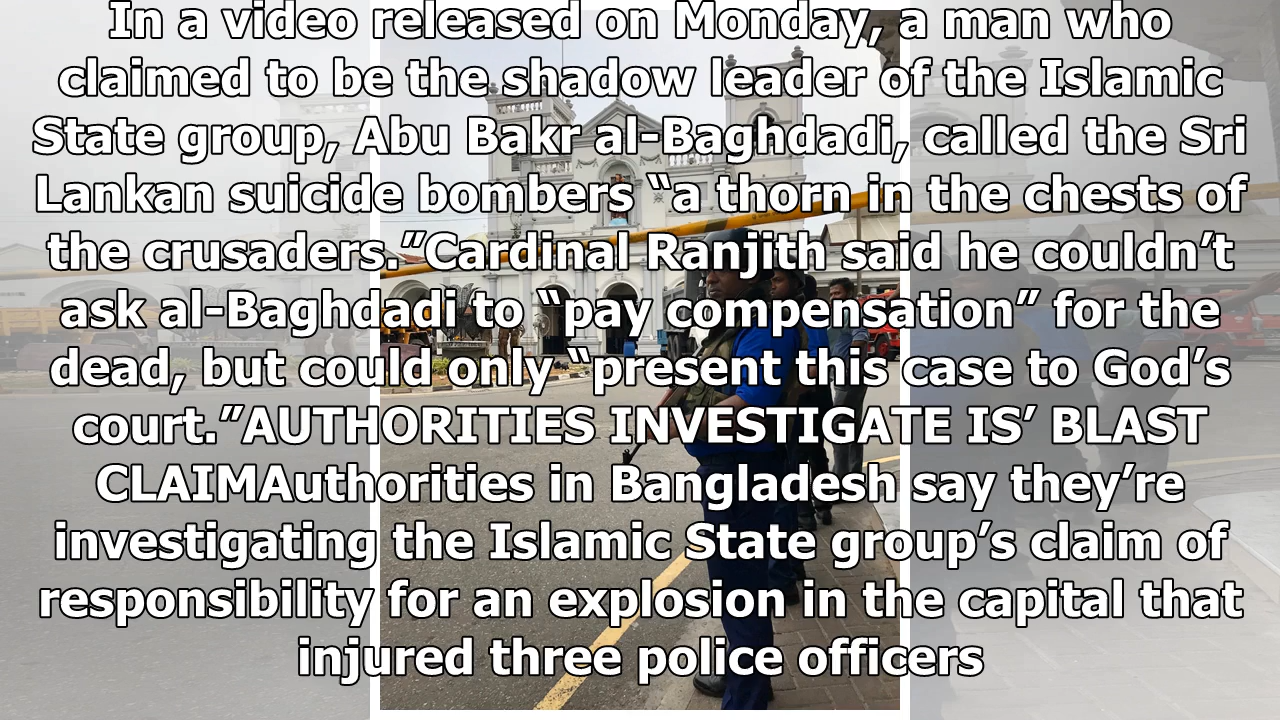 In a video released on Monday, a man who
claimed to be the shadow leader of the Islamic
State group, Abu Bakr al-Baghdadi, called the Sri
Lankan suicide bombers “a thorn in the chests of
the crusaders.”Cardinal Ranjith said he couldn’t
ask al-Baghdadi to “pay compensation” for the
dead, but could only “present this case to God’s
court.”AUTHORITIES INVESTIGATE IS’ BLAST
CLAIMAuthorities in Bangladesh say they’re
investigating the Islamic State group’s claim of
responsibility for an explosion in the capital that
injured three police officers